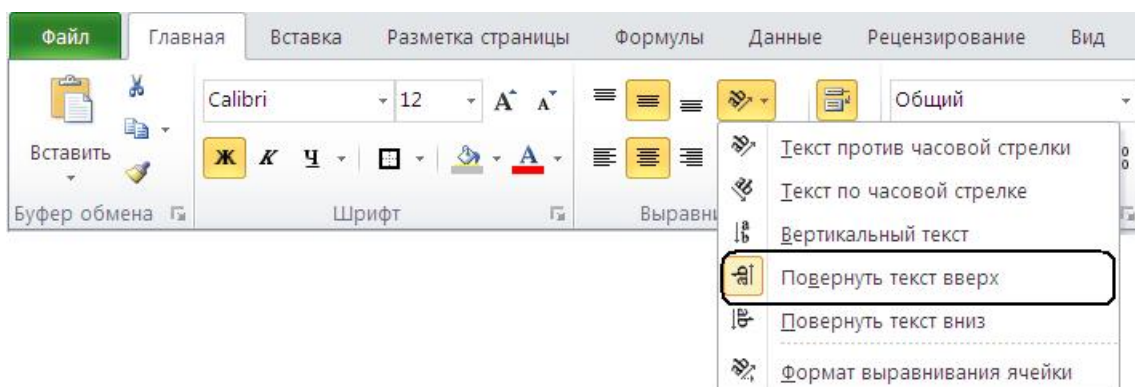 Файл Главная Вставка Разметка страницы Формулы Данные Рецензирование Вид
Calibri 12 А А Общий
Вставить Ж К Ч А
Буфер обмена Шрифт Выравн
Текст против часовой стрелки
Текст по часовой стрелке
Вертикальный текст
Повернуть текст вверх
Повернуть текст вниз
Формат выравнивания ячейки